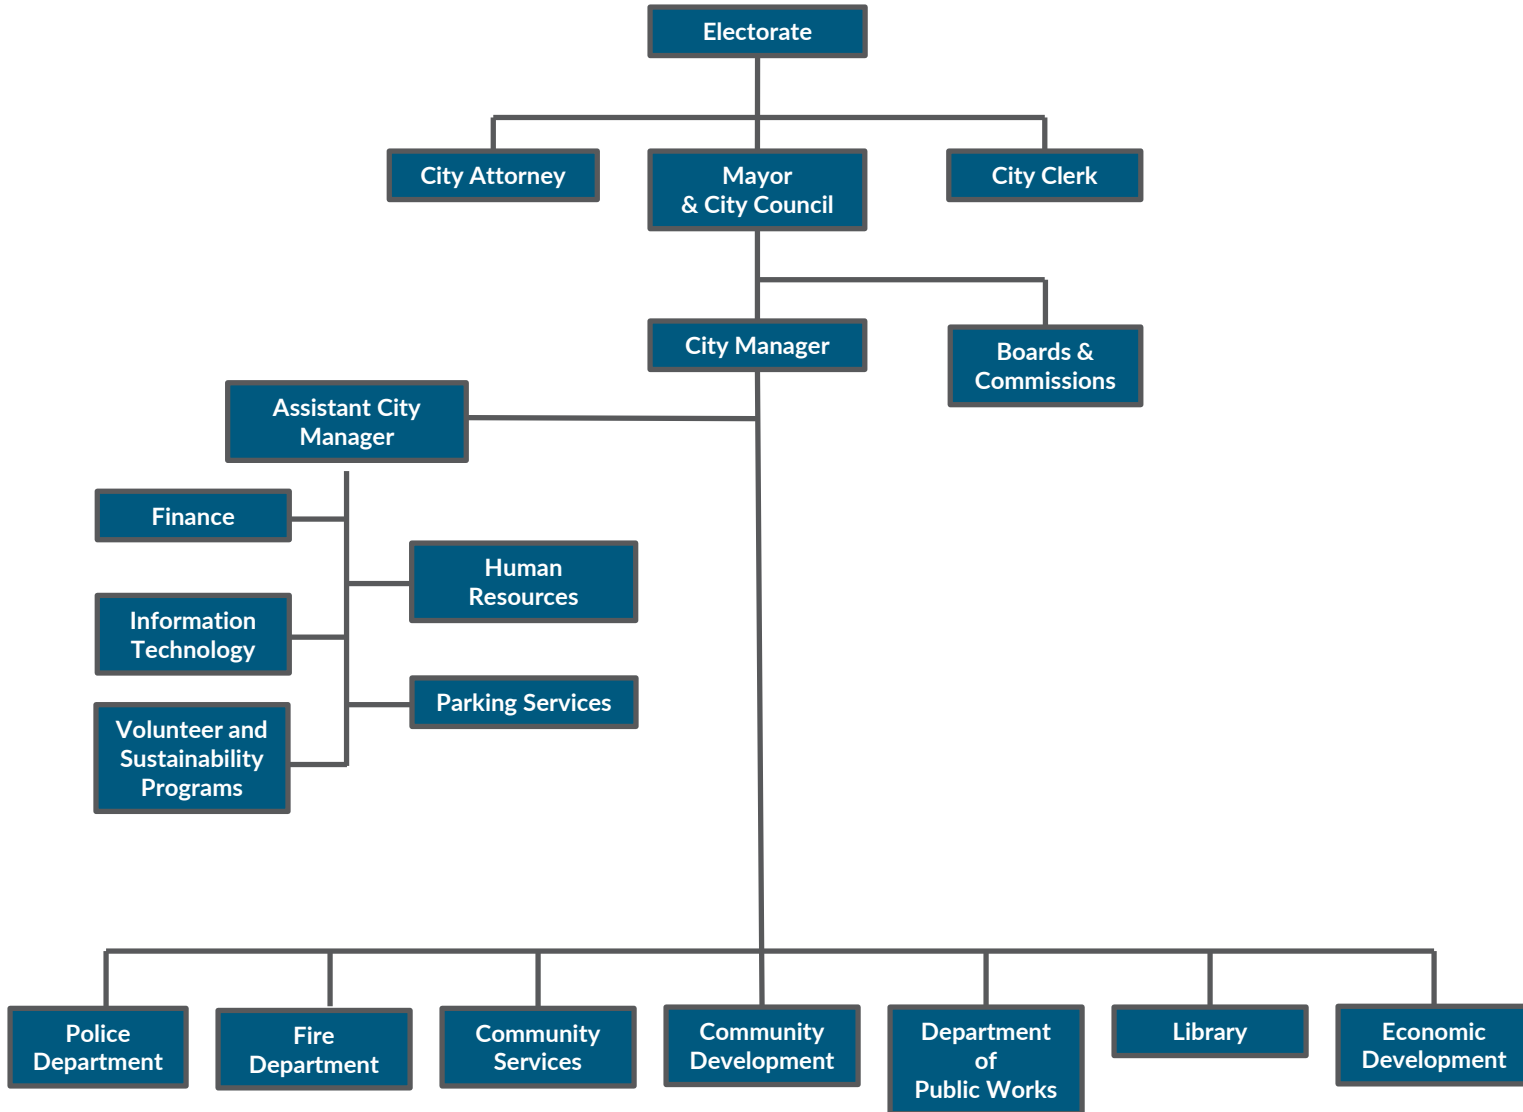 Electorate
City Attorney
Mayor
& City Council
City Clerk
City Manager
Boards &
Commissions
Assistant City
Manager
Finance
Human
Resources
Information
Technology
Parking Services
Volunteer and
Sustainability
Programs
Police
Department
Fire
Department
Community
Services
Community
Development
Department
of
Public Works
Library
Economic
Development